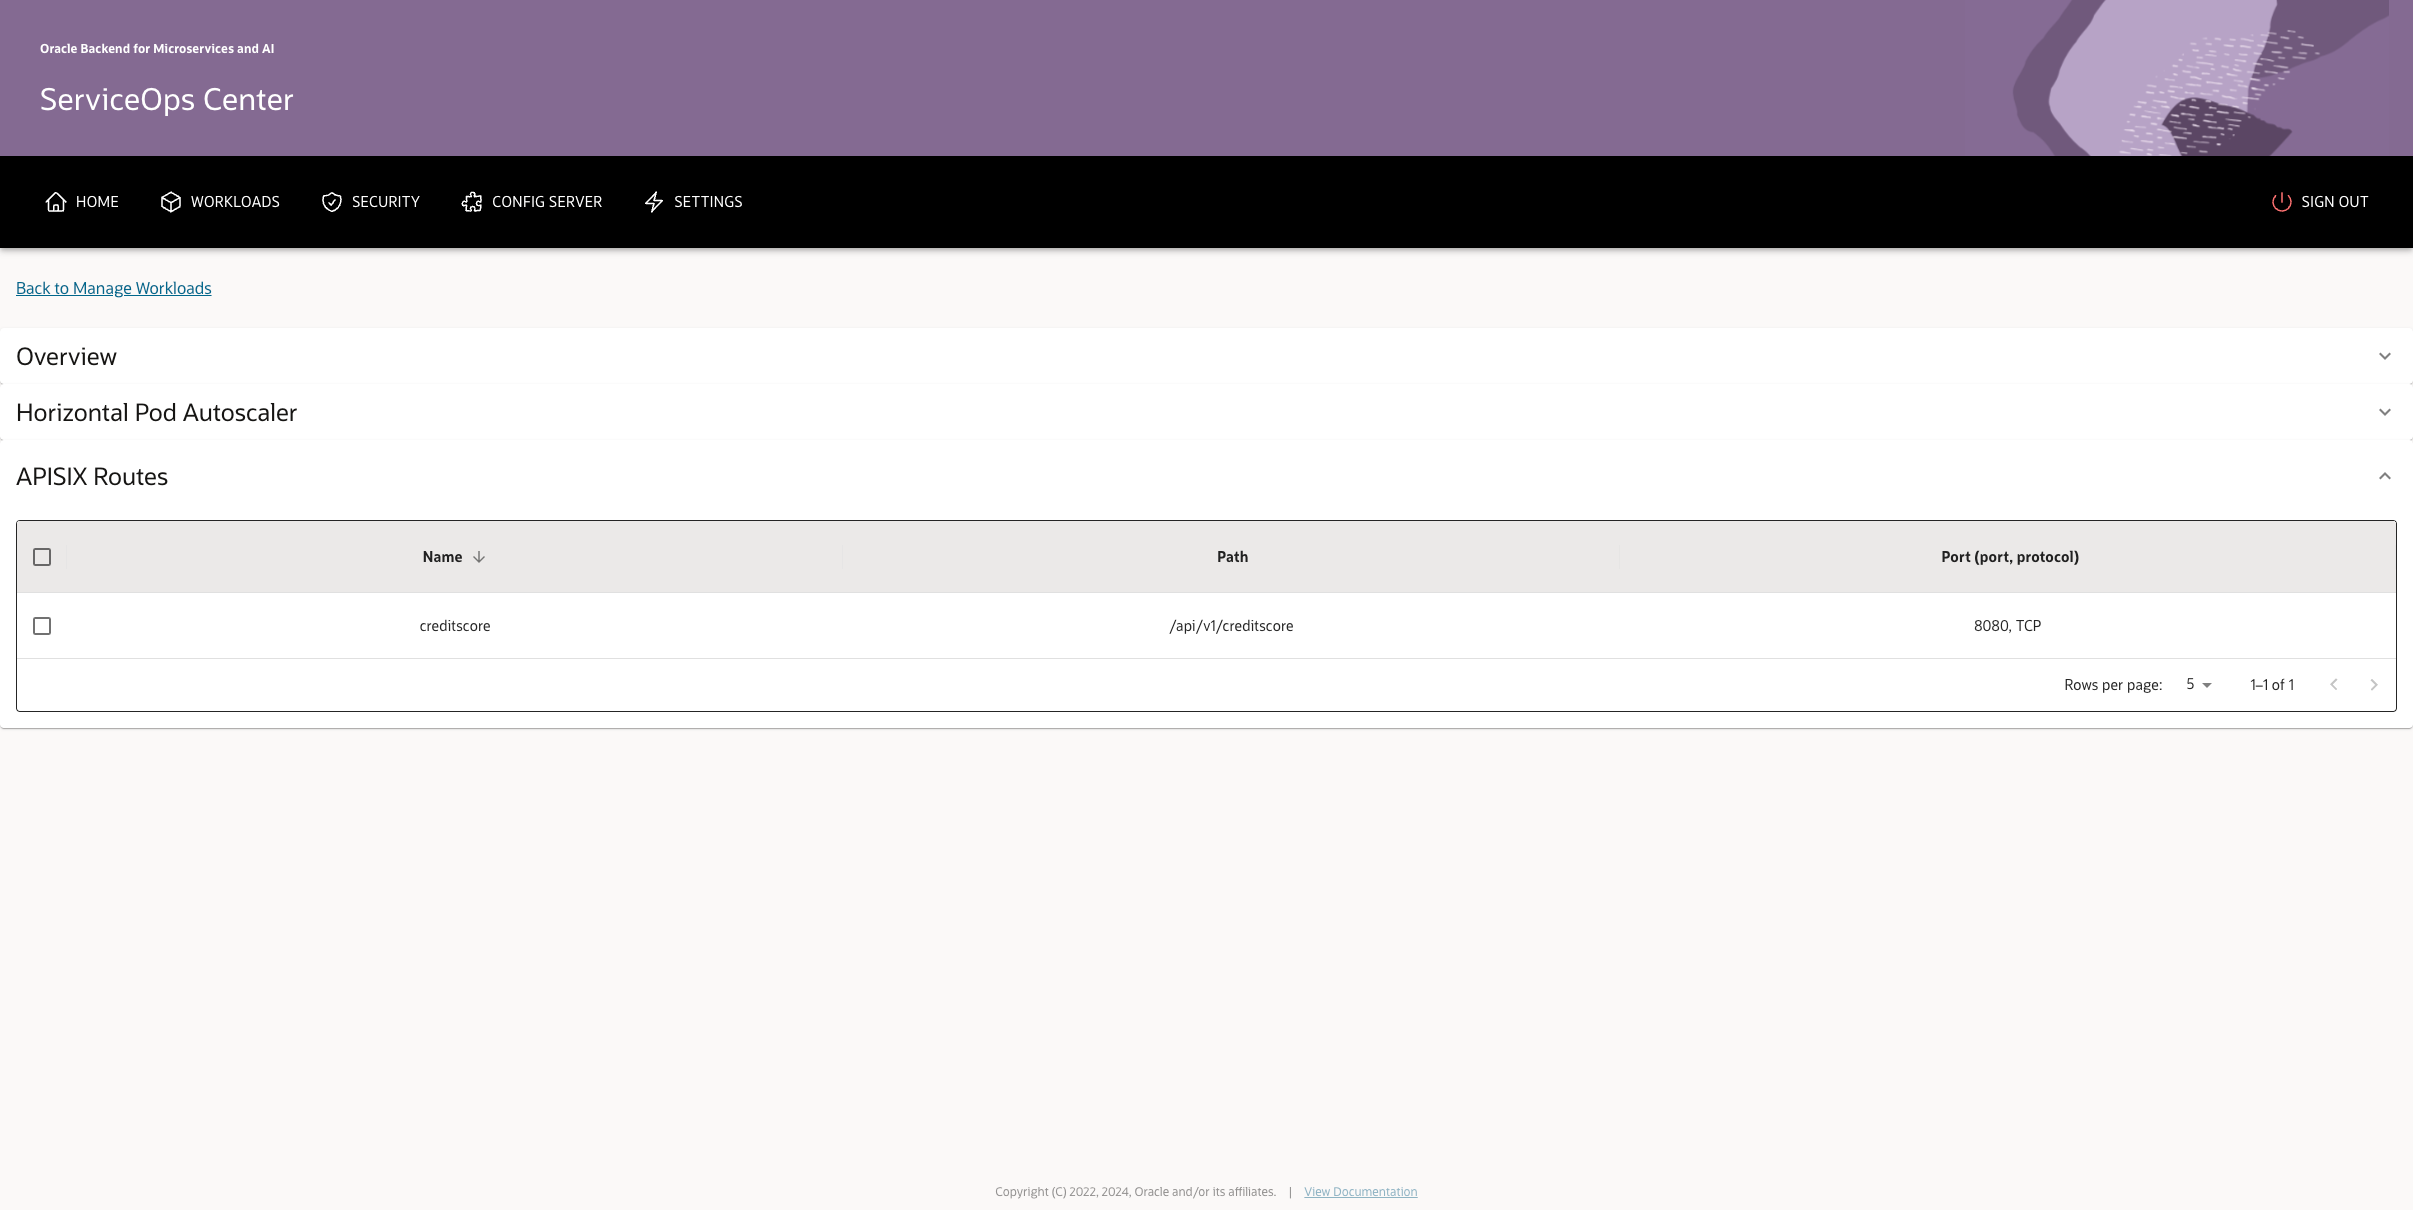 Oracle Backend for Microservices and AI
ServiceOps Center
HOME WORKLOADS SECURITY CONFIG SERVER SETTINGS SIGN OUT
Back to Manage Workloads
Overview
Horizontal Pod Autoscaler
APISIX Routes
Name Path Port (port, protocol)
creditscore /api/v1/creditscore 8080, TCP
Rows per page: 5 1–1 of 1
Copyright (C) 2022, 2024, Oracle and/or its affiliates. | View Documentation